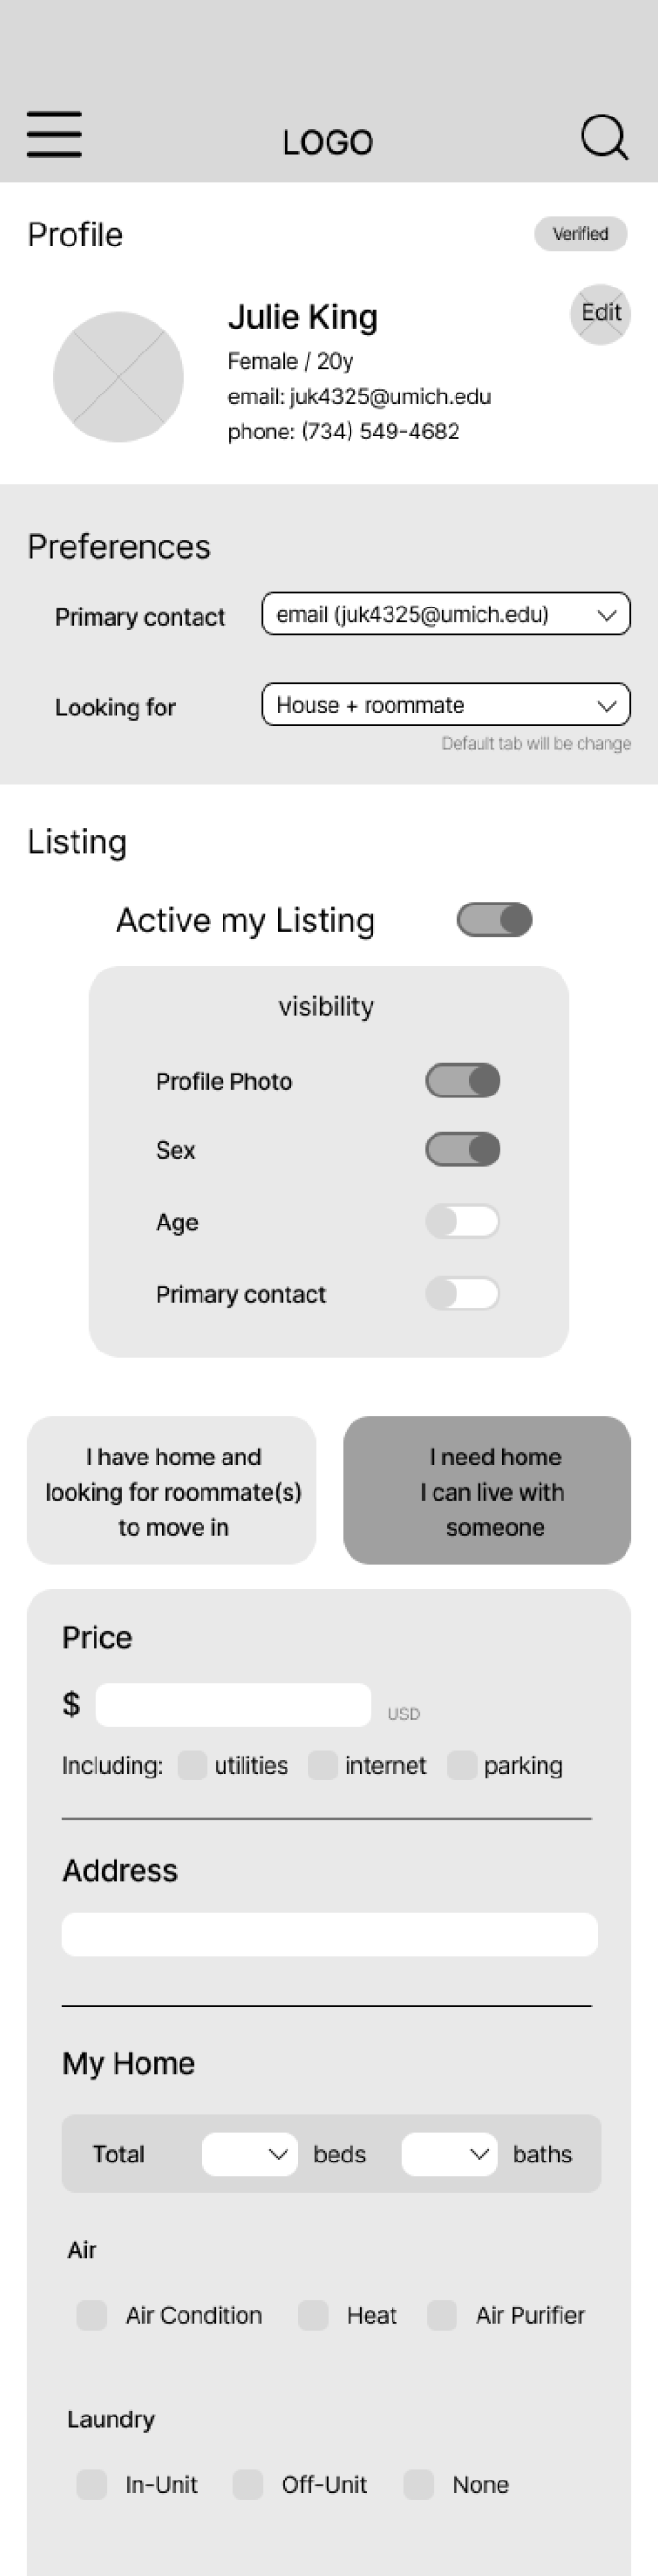 LOGO
Profile
Verified
Julie King
Edit
Female / 20y
email: juk4325@umich.edu
phone: (734) 549-4682
Preferences
Primary contact
email (juk4325@umich.edu)
Looking for
House + roommate
Default tab will be change
Listing
Active my Listing
visibility
Profile Photo
Sex
Age
Primary contact
I have home and
looking for roommate(s)
to move in
I need home
I can live with
someone
Price
$
USD
Including: utilities internet parking
Address
My Home
Total beds baths
Air
Air Condition Heat Air Purifier
Laundry
In-Unit Off-Unit None